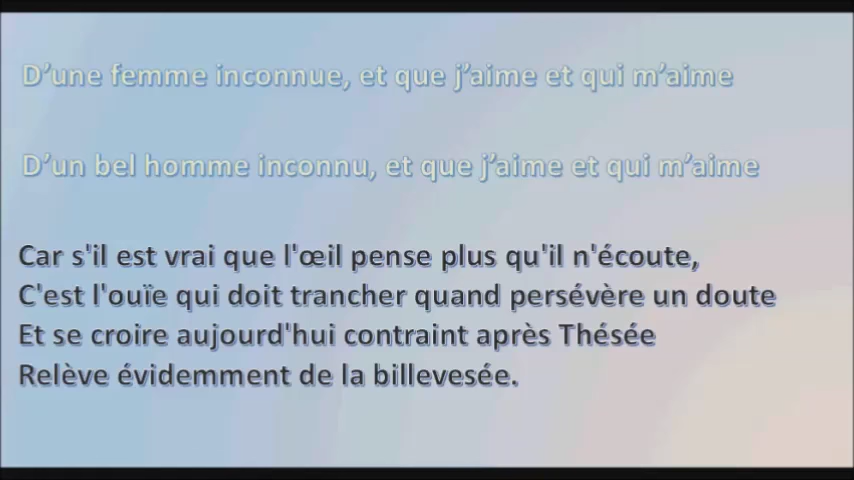 D’une femme inconnue, et que j’aime et qui m’aime
D’un bel homme inconnu, et que j’aime et qui m’aime
Car s'il est vrai que l'œil pense plus qu'il n'écoute,
C'est l'ouïe qui doit trancher quand persévère un doute
Et se croire aujourd'hui contraint après Thésée
Relève évidemment de la billevesée.